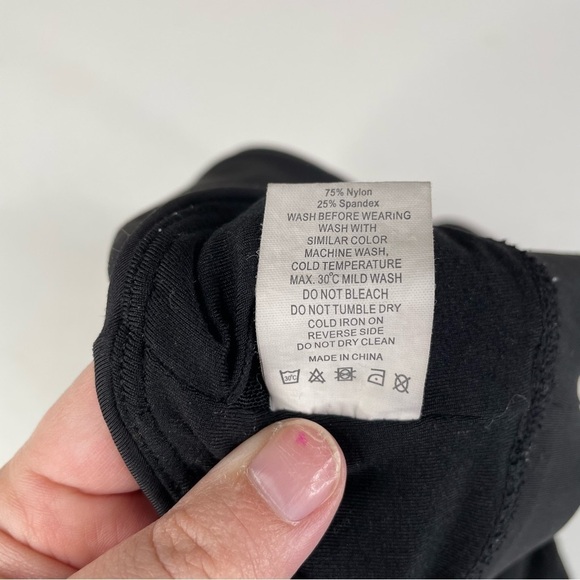 75% Nylon
25% Spandex
WASH BEFORE WEARING
WASH WITH
SIMILAR COLOR
MACHINE WASH,
COLD TEMPERATURE
MAX. 30°C MILD WASH
DO NOT BLEACH
DO NOT TUMBLE DRY
COLD IRON ON
REVERSE SIDE
DO NOT DRY CLEAN
MADE IN CHINA
30°C